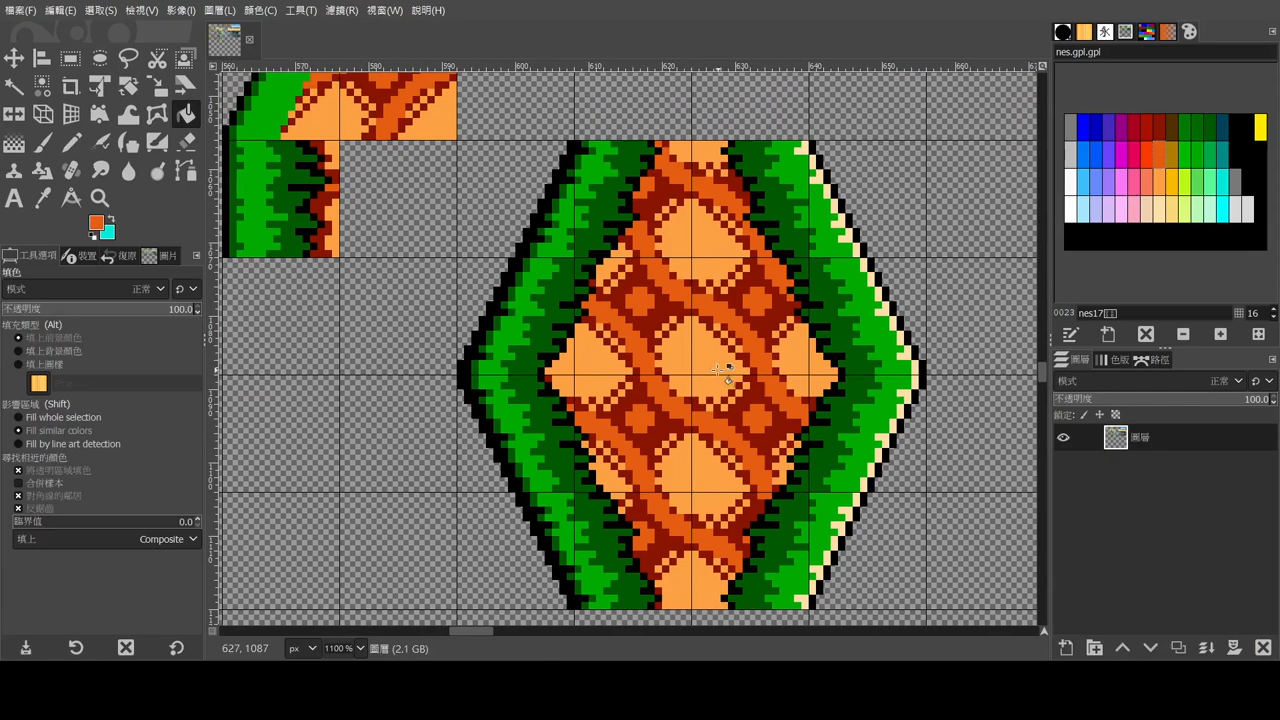 檔案(F) 編輯(E) 選取(S) 視卬(V) 影像(I) 圖層(L) 顏色(C) 工具(T) 濾鏡(R) 視窗(W) 說明(H)
560 570 580 590 600 610 620 630 640 650 660
nes.gpl.gpl
工具選項 裝置 復原 圖片
填色
模式 正常
不透明度 100.0
填充類型 (Alt)
填上前景顏色
填上背景顏色
填上圖樣
影響區域 (Shift)
Fill whole selection
Fill similar colors
Fill by line art detection
尋找相近的顏色
將透明區域填色
合併樣本
對角線的鄰居
反鋸齒
臨界值 0.0
填上 Composite
0023 nes17 16
圖層 色版 路徑
模式 正常
不透明度 100.0
鎖定:
圖層
627, 1087 px 1100 % 圖層 (2.1 GB)